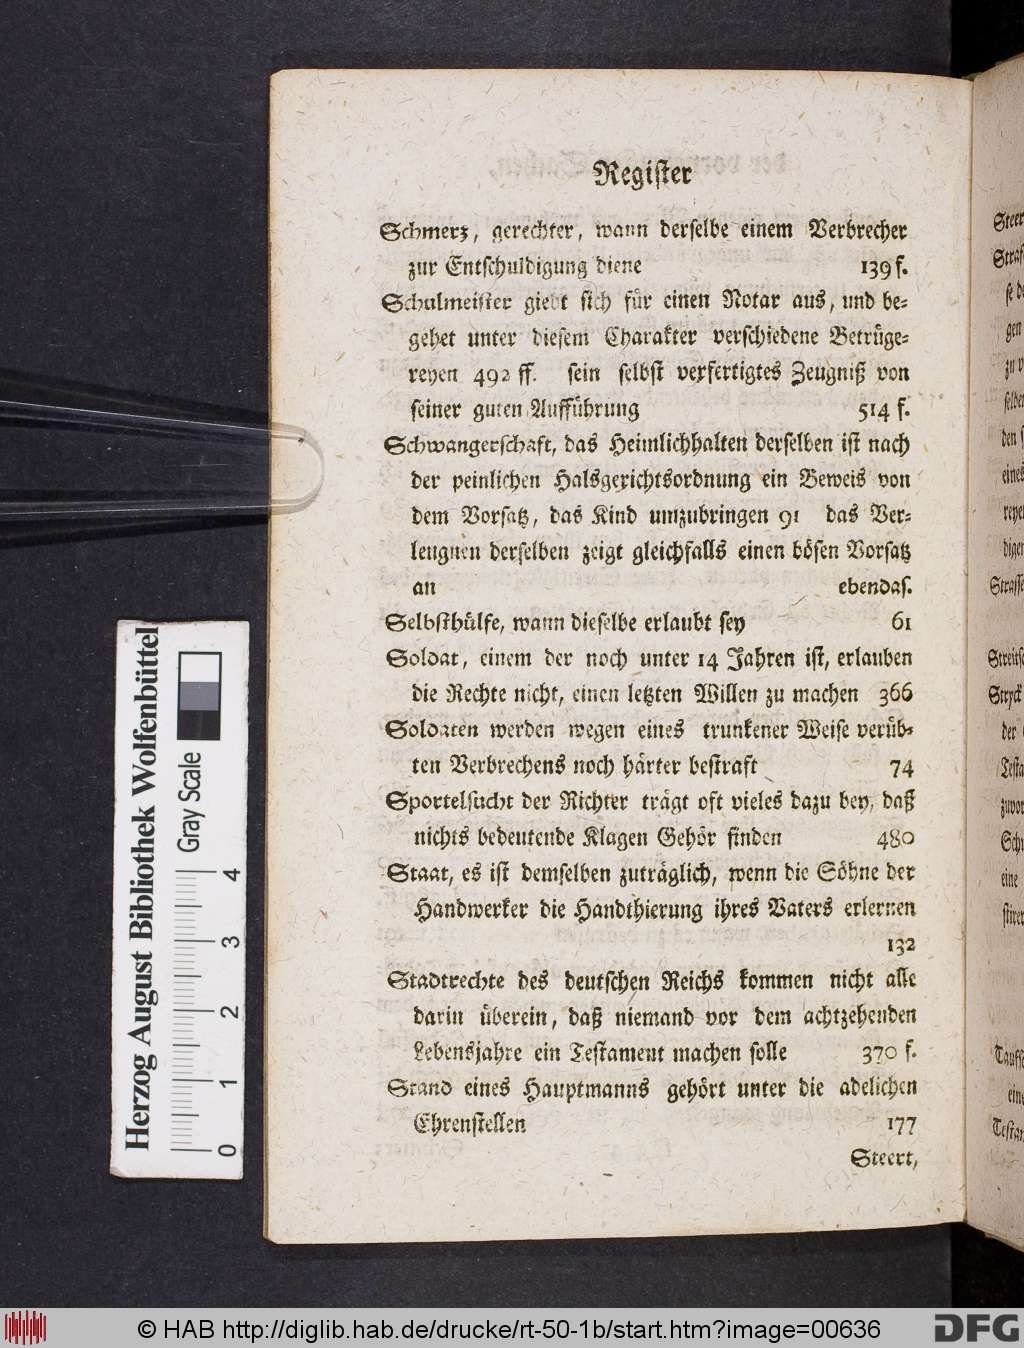 Register
Schmerz, gerechter, wann derselbe einem Verbrecher
zur Entschuldigung diene 139 f.
Schulmeister giebt sich für einen Notar aus, und be-
gehet unter diesem Charakter verschiedene Betrüge-
reyen 492 ff. sein selbst verfertigtes Zeugniß von
seiner guten Aufführung 514 f.
Schwangerschaft, das Heimlichhalten derselben ist nach
der peinlichen Halsgerichtsordnung ein Beweis von
dem Vorsatz, das Kind umzubringen 91 das Ver-
leugnen derselben zeigt gleichfalls einen bösen Vorsatz
an ebendas.
Selbsthülfe, wann dieselbe erlaubt sey 61
Soldat, einem der noch unter 14 Jahren ist, erlauben
die Rechte nicht, einen letzten Willen zu machen 366
Soldaten werden wegen eines trunkener Weise verüb-
ten Verbrechens noch härter bestraft 74
Sportelsucht der Richter trägt oft vieles dazu bey, daß
nichts bedeutende Klagen Gehör finden 480
Staat, es ist demselben zuträglich, wenn die Söhne der
Handwerker die Handthierung ihres Vaters erlernen
132
Stadtrechte des deutschen Reichs kommen nicht alle
darin überein, daß niemand vor dem achtzehenden
Lebensjahre ein Testament machen solle 370 f.
Stand eines Hauptmanns gehört unter die adelichen
Ehrenstellen 177
Steert,
Herzog August Bibliothek Wolfenbüttel
Gray Scale
0 1 2 3 4
© HAB http://diglib.hab.de/drucke/rt-50-1b/start.htm?image=00636
DFG